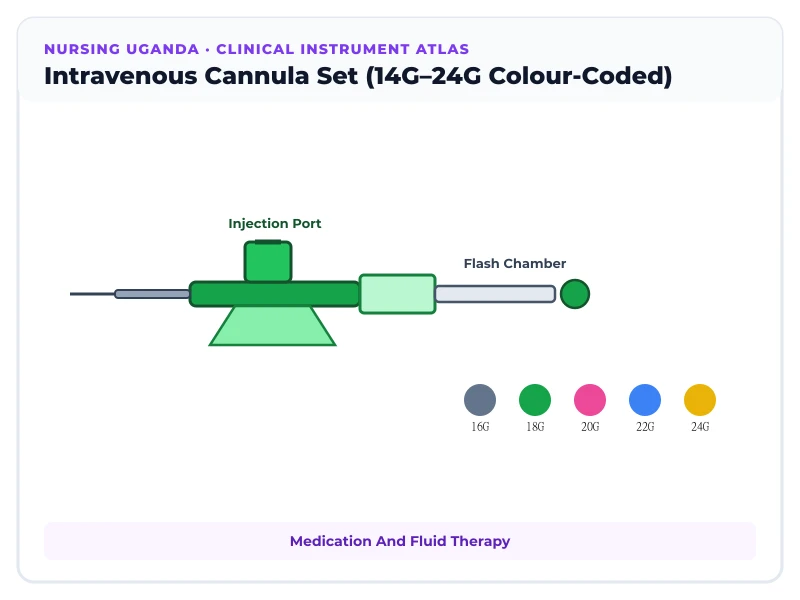 NURSING UGANDA · CLINICAL INSTRUMENT ATLAS
Intravenous Cannula Set (14G–24G Colour-Coded)
Injection Port
Flash Chamber
16G 18G 20G 22G 24G
Medication And Fluid Therapy